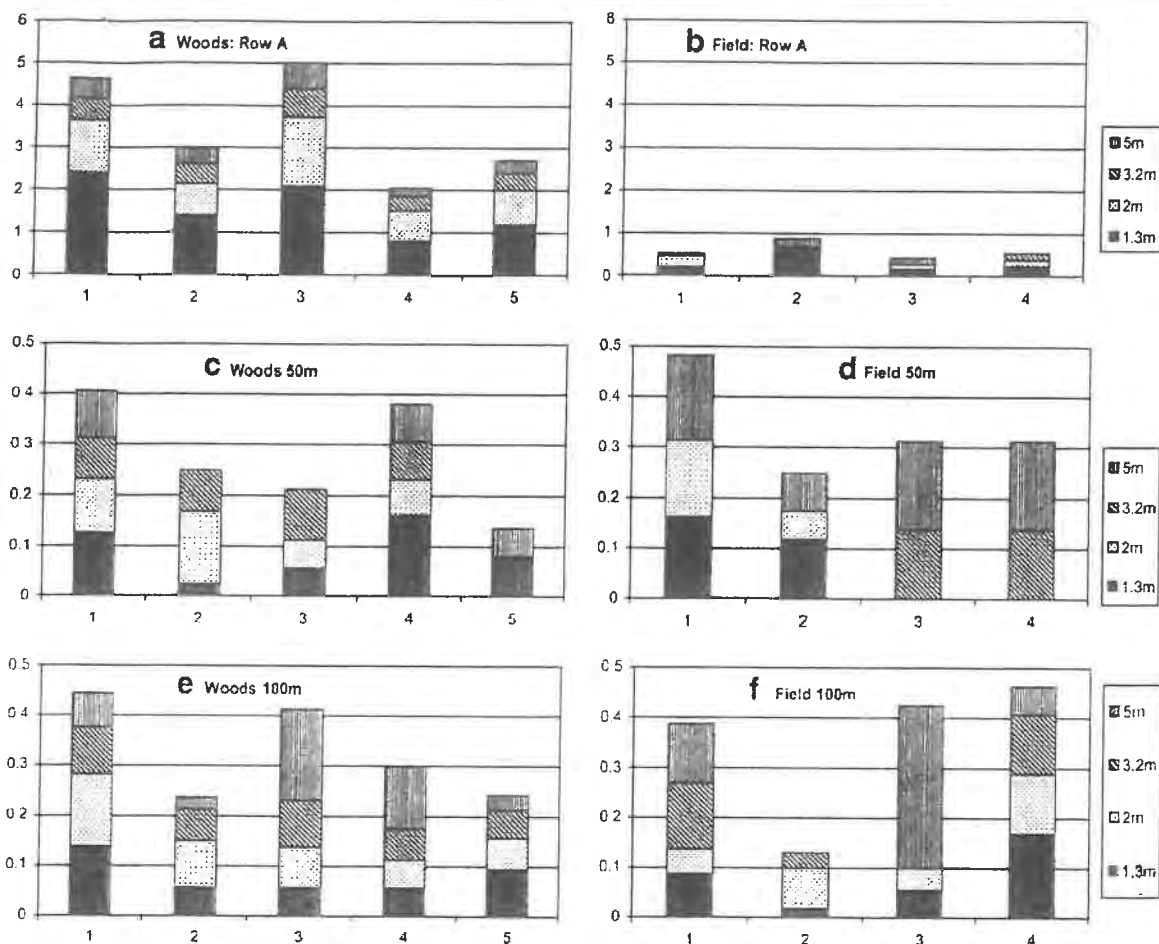 a Woods: Row A
6
5
4
3
2
1
0
1 2 3 4 5
b Field: Row A
8
5
4
3
2
1
0
1 2 3 4
5m
3.2m
2m
1.3m
c Woods 50m
0.5
0.4
0.3
0.2
0.1
0
1 2 3 4 5
d Field 50m
0.5
0.4
0.3
0.2
0.1
0
1 2 3 4
5m
3.2m
2m
1.3m
e Woods 100m
0.5
0.4
0.3
0.2
0.1
0
1 2 3 4 5
f Field 100m
0.5
0.4
0.3
0.2
0.1
0
1 2 3 4
5m
3.2m
2m
1.3m